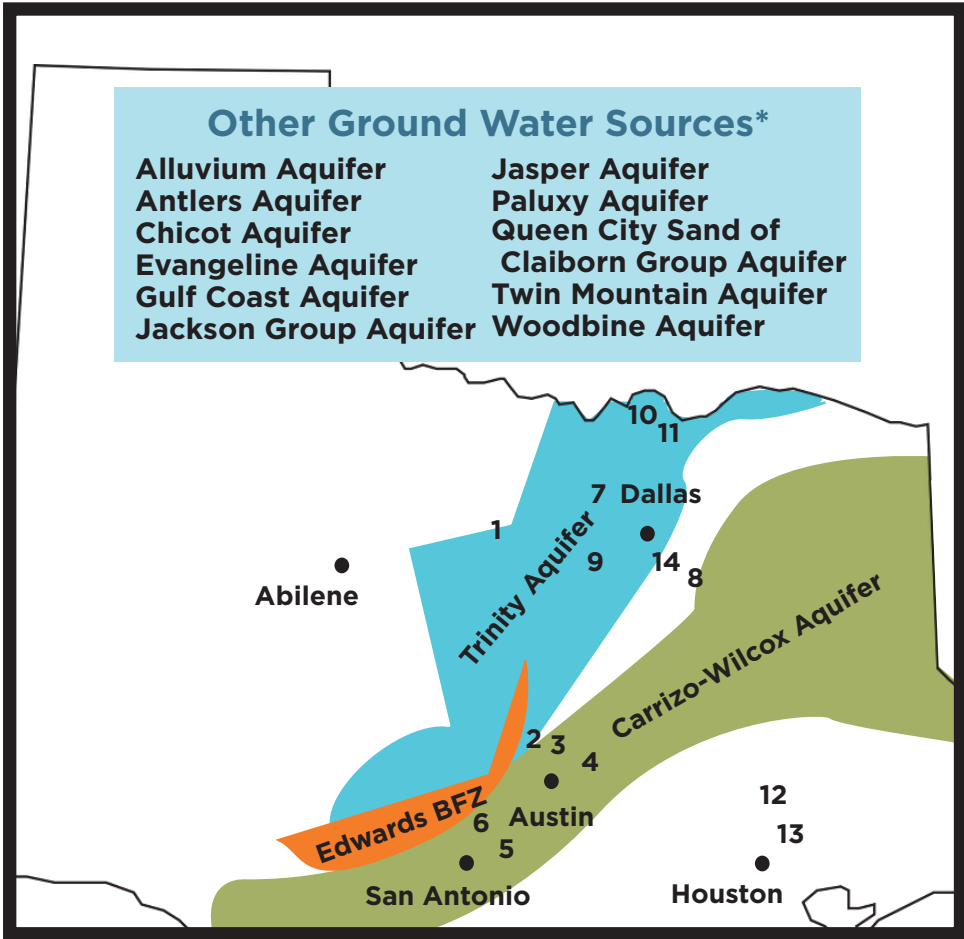 Other Ground Water Sources*
Alluvium Aquifer
Antlers Aquifer
Chicot Aquifer
Evangeline Aquifer
Gulf Coast Aquifer
Jackson Group Aquifer
Jasper Aquifer
Paluxy Aquifer
Queen City Sand of
Claiborn Group Aquifer
Twin Mountain Aquifer
Woodbine Aquifer
10
11
7 Dallas
1
Trinity Aquifer
9
14
8
Abilene
Carrizo-Wilcox Aquifer
2
3
4
Edwards BFZ
Austin
6
5
San Antonio
12
13
Houston